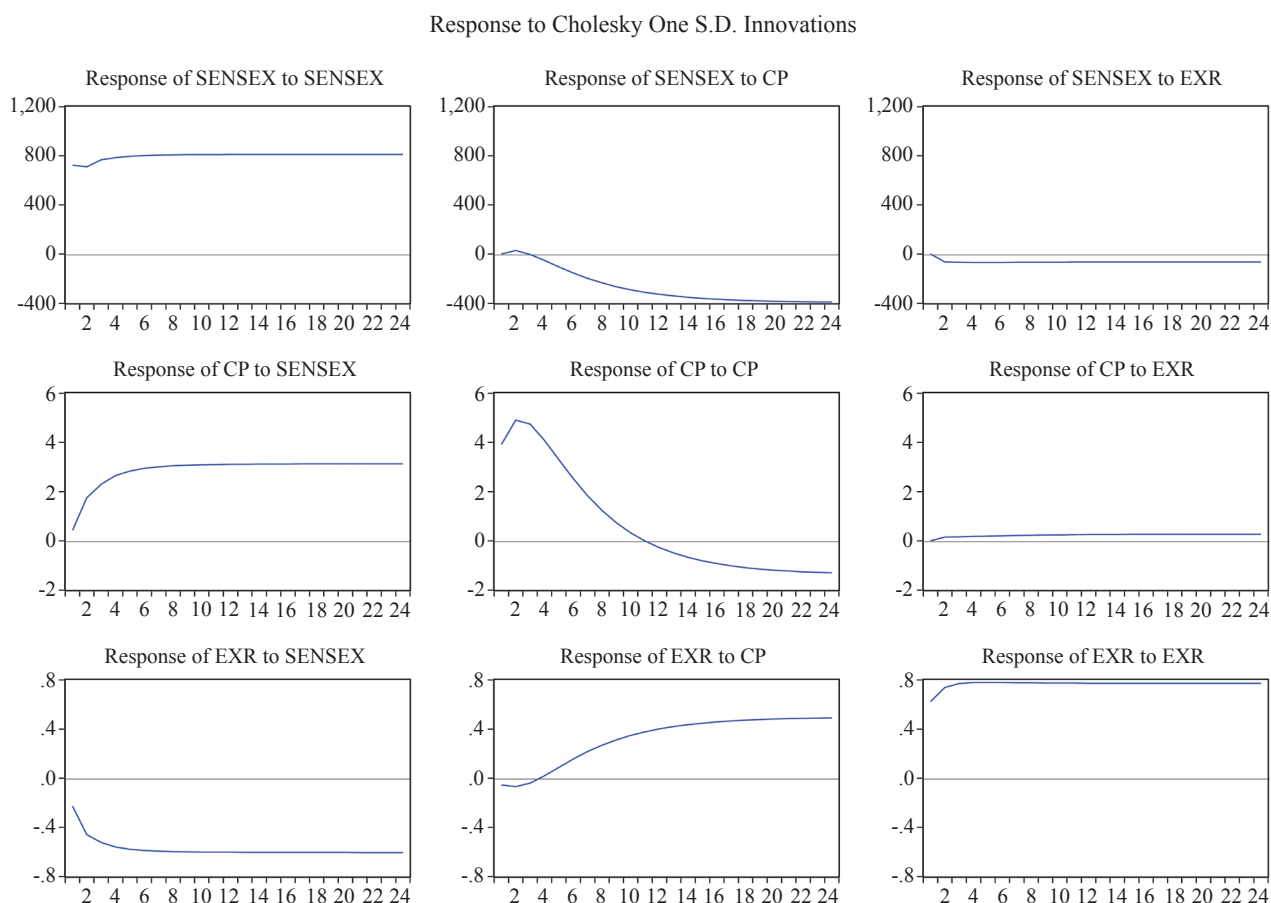 Response to Cholesky One S.D. Innovations
Response of SENSEX to SENSEX
1,200
800
400
0
-400
2 4 6 8 10 12 14 16 18 20 22 24
Response of SENSEX to CP
1,200
800
400
0
-400
2 4 6 8 10 12 14 16 18 20 22 24
Response of SENSEX to EXR
1,200
800
400
0
-400
2 4 6 8 10 12 14 16 18 20 22 24
Response of CP to SENSEX
6
4
2
0
-2
2 4 6 8 10 12 14 16 18 20 22 24
Response of CP to CP
6
4
2
0
-2
2 4 6 8 10 12 14 16 18 20 22 24
Response of CP to EXR
6
4
2
0
-2
2 4 6 8 10 12 14 16 18 20 22 24
Response of EXR to SENSEX
.8
.4
.0
-.4
-.8
2 4 6 8 10 12 14 16 18 20 22 24
Response of EXR to CP
.8
.4
.0
-.4
-.8
2 4 6 8 10 12 14 16 18 20 22 24
Response of EXR to EXR
.8
.4
.0
-.4
-.8
2 4 6 8 10 12 14 16 18 20 22 24